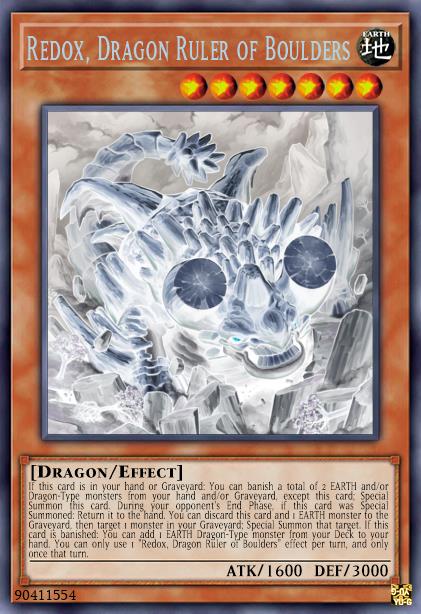 REDOX, DRAGON RULER OF BOULDERS
EARTH
地
[DRAGON/EFFECT]
If this card is in your hand or Graveyard: You can banish a total of 2 EARTH and/or
Dragon-Type monsters from your hand and/or Graveyard, except this card; Special
Summon this card. During your opponent's End Phase, if this card was Special
Summoned: Return it to the hand. You can discard this card and 1 EARTH monster to the
Graveyard, then target 1 monster in your Graveyard; Special Summon that target. If this
card is banished: You can add 1 EARTH Dragon-Type monster from your Deck to your
hand. You can only use 1 "Redox, Dragon Ruler of Boulders" effect per turn, and only
once that turn.
ATK/1600 DEF/3000
90411554